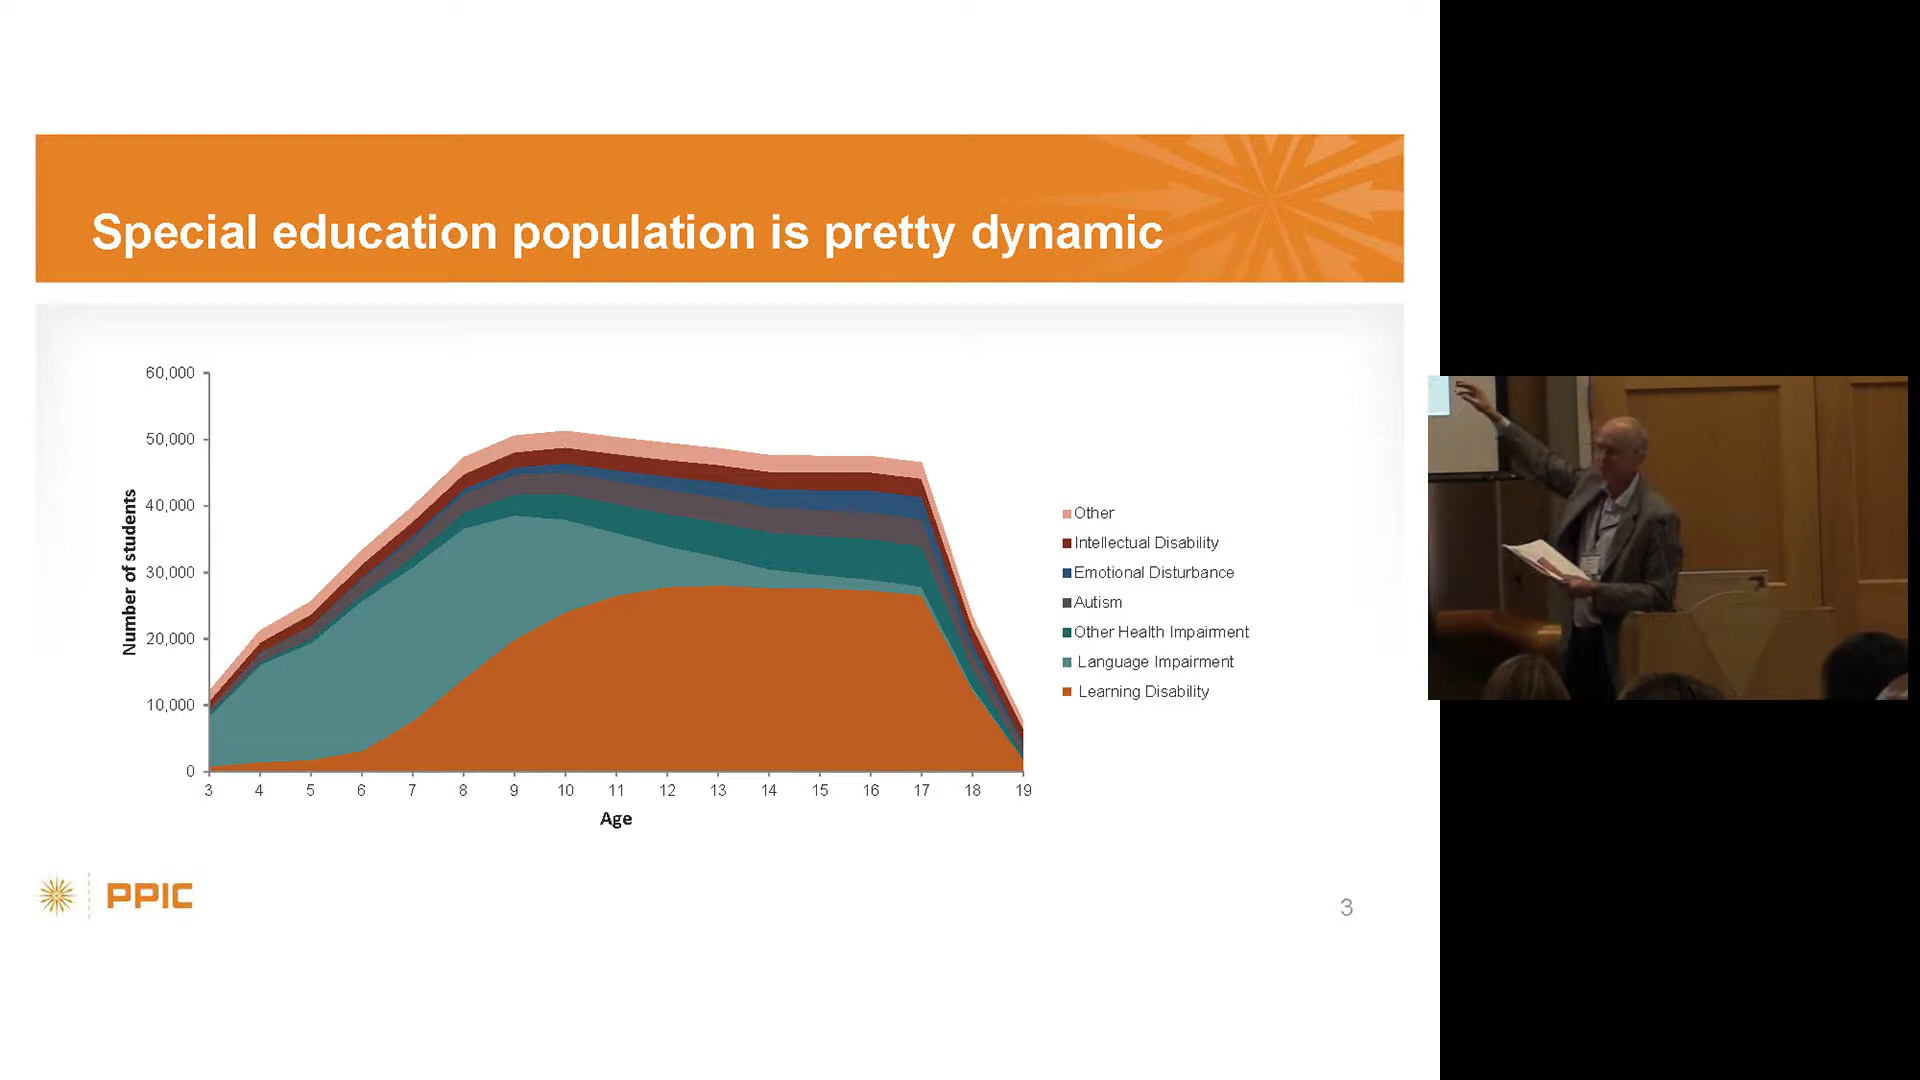 Special education population is pretty dynamic
60,000
50,000
40,000
30,000
20,000
10,000
0
Number of students
3 4 5 6 7 8 9 10 11 12 13 14 15 16 17 18 19
Age
Other
Intellectual Disability
Emotional Disturbance
Autism
Other Health Impairment
Language Impairment
Learning Disability
PPIC
3